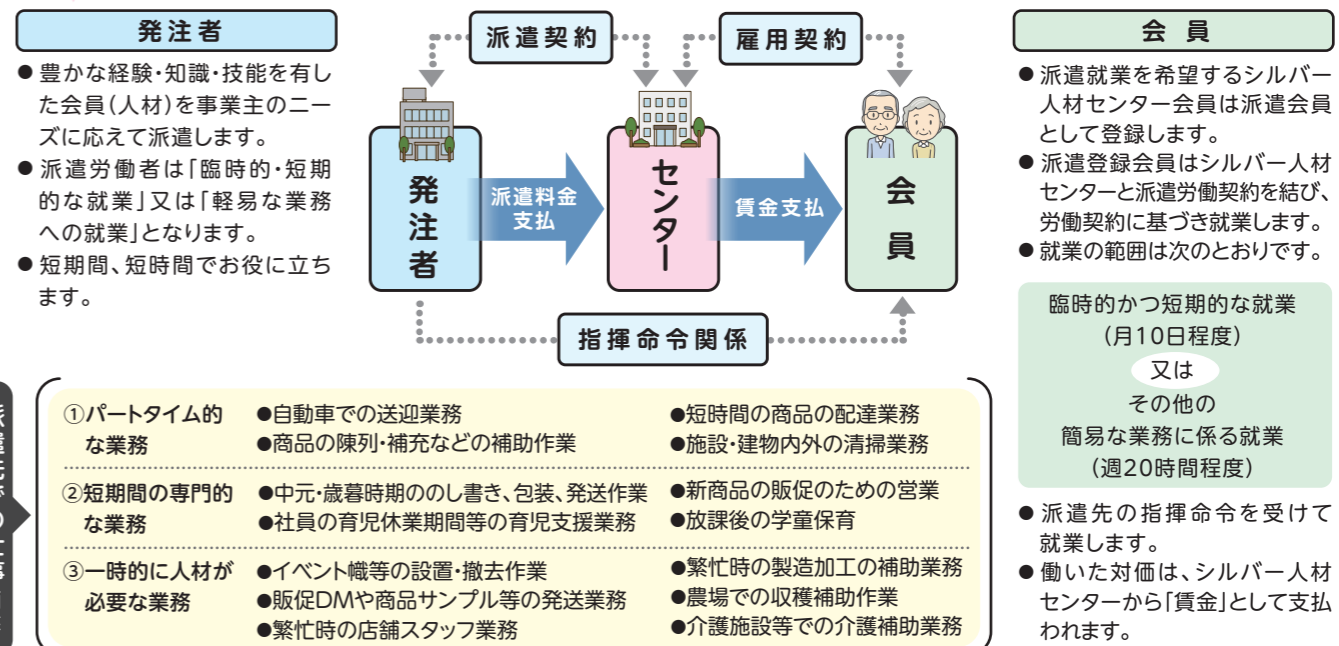 発注者
●豊かな経験・知識・技能を有し
た会員(人材)を事業主のニー
ズに応えて派遣します。
●派遣労働者は「臨時的・短期
的な就業」又は「軽易な業務
への就業」となります。
●短期間、短時間でお役に立ち
ます。
派遣契約
雇用契約
発注者
派遣料金
支払
センター
賃金支払
会員
指揮命令関係
会員
●派遣就業を希望するシルバー
人材センター会員は派遣会員
として登録します。
●派遣登録会員はシルバー人材
センターと派遣労働契約を結び、
労働契約に基づき就業します。
●就業の範囲は次のとおりです。
臨時的かつ短期的な就業
(月10日程度)
又は
その他の
簡易な業務に係る就業
(週20時間程度)
●派遣先の指揮命令を受けて
就業します。
●働いた対価は、シルバー人材
センターから「賃金」として支払
われます。
①パートタイム的
な業務
●自動車での送迎業務
●商品の陳列・補充などの補助作業
●短時間の商品の配達業務
●施設・建物内外の清掃業務
②短期間の専門的
な業務
●中元・歳暮時期ののし書き、包装、発送作業
●社員の育児休業期間等の育児支援業務
●新商品の販促のための営業
●放課後の学童保育
③一時的に人材が
必要な業務
●イベント幟等の設置・撤去作業
●販促DMや商品サンプル等の発送業務
●繁忙時の店舗スタッフ業務
●繁忙時の製造加工の補助業務
●農場での収穫補助作業
●介護施設等での介護補助業務